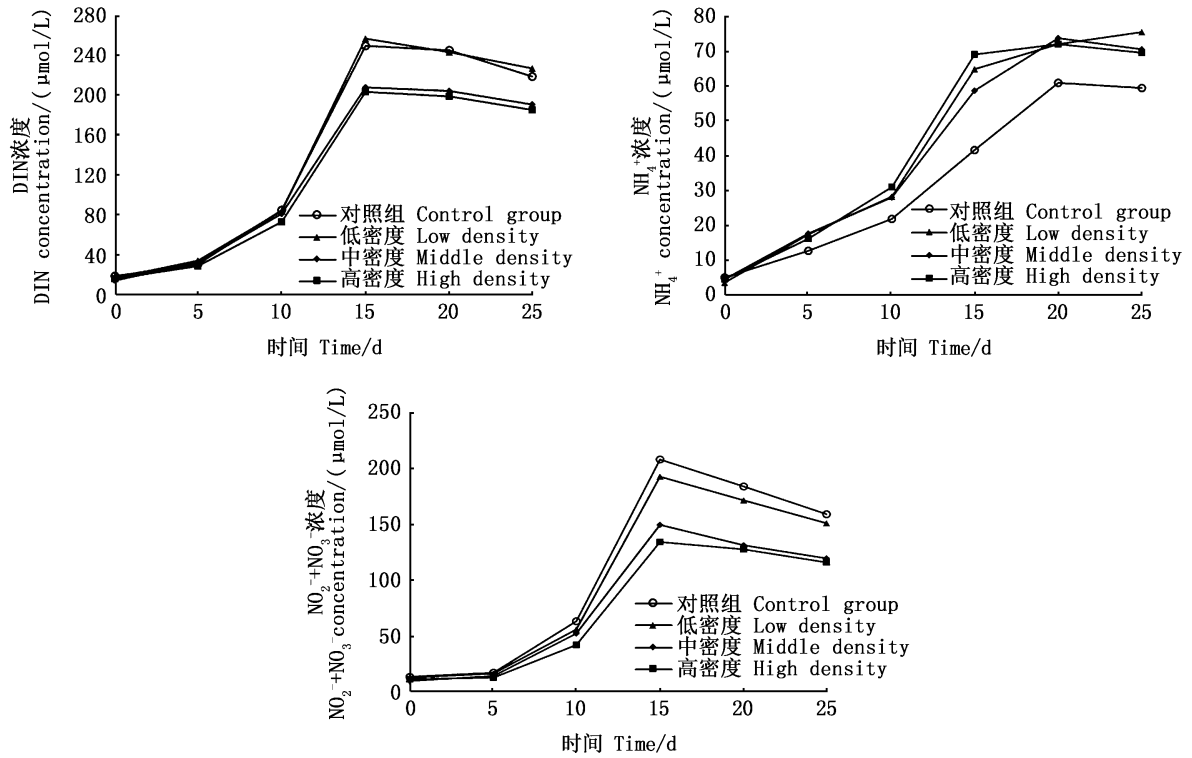 DIN浓度
DIN concentration/(μmol/L)
280
240
200
160
120
80
40
0
0 5 10 15 20 25
时间 Time/d
对照组 Control group
低密度 Low density
中密度 Middle density
高密度 High density
NH₄⁺浓度
NH₄⁺ concentration/(μmol/L)
80
70
60
50
40
30
20
10
0
0 5 10 15 20 25
时间 Time/d
对照组 Control group
低密度 Low density
中密度 Middle density
高密度 High density
NO₂⁻+NO₃⁻浓度
NO₂⁻+NO₃⁻concentration/(μmol/L)
250
200
150
100
50
0
0 5 10 15 20 25
时间 Time/d
对照组 Control group
低密度 Low density
中密度 Middle density
高密度 High density